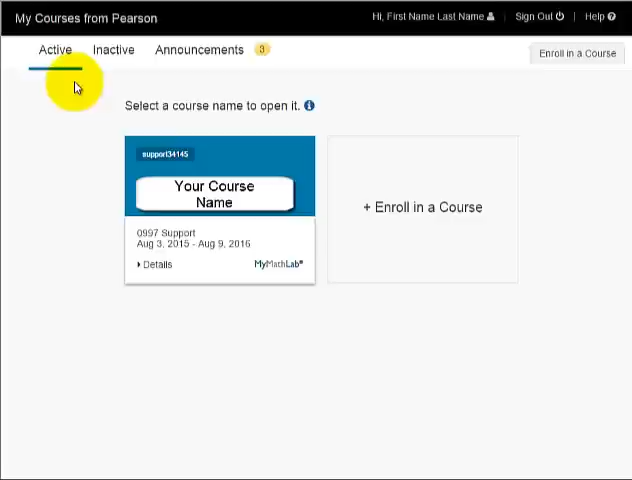 My Courses from Pearson
Hi, First Name Last Name
Sign Out
Help
Active
Inactive
Announcements
3
Enroll in a Course
Select a course name to open it.
support34145
Your Course
Name
0997 Support
Aug 3, 2015 - Aug 9, 2016
Details
MyMathLab®
+ Enroll in a Course